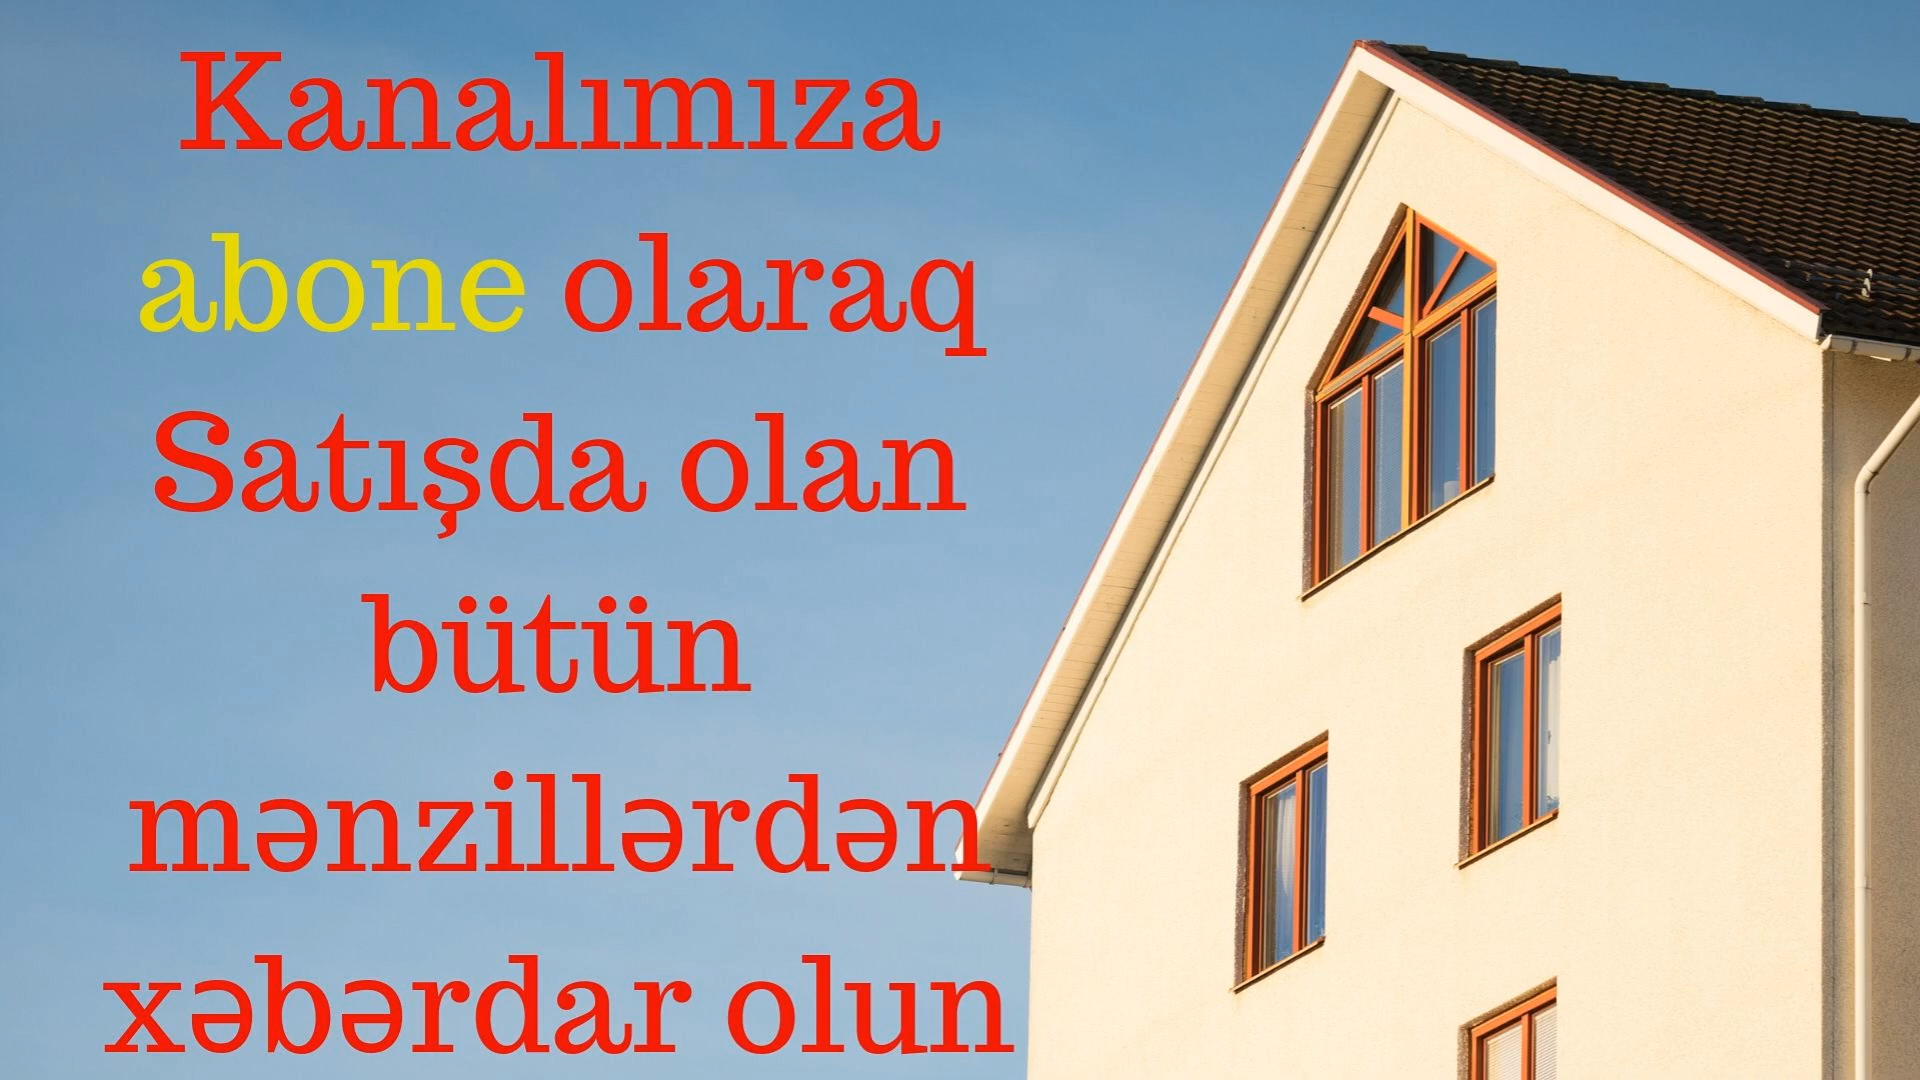 Kanalımıza
abone olaraq
Satışda olan
bütün
mənzillərdən
xəbərdar olun